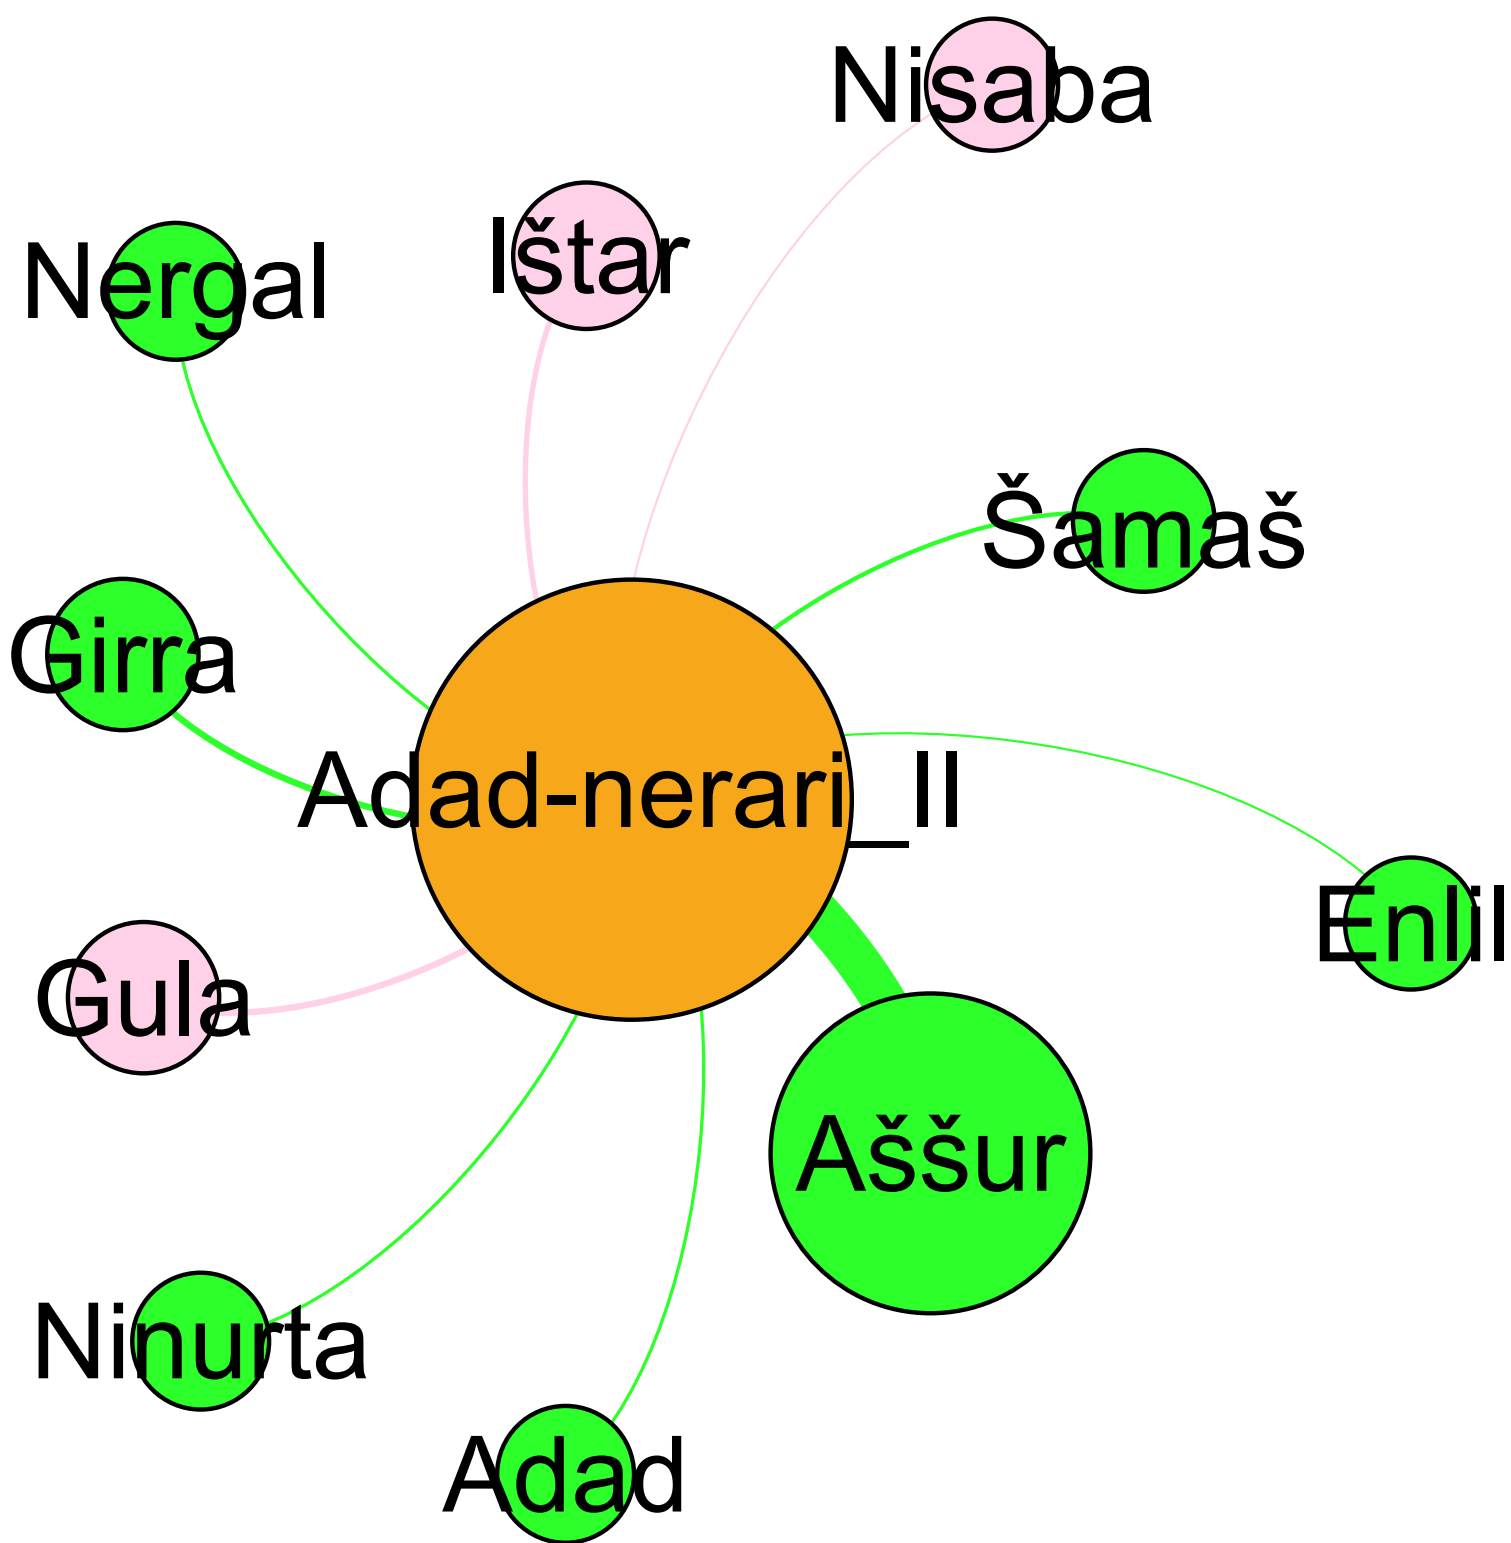 Nisaba
Ištar
Nergal
Šamaš
Girra
Adad-nerari_II
Enlil
Gula
Aššur
Ninurta
Adad